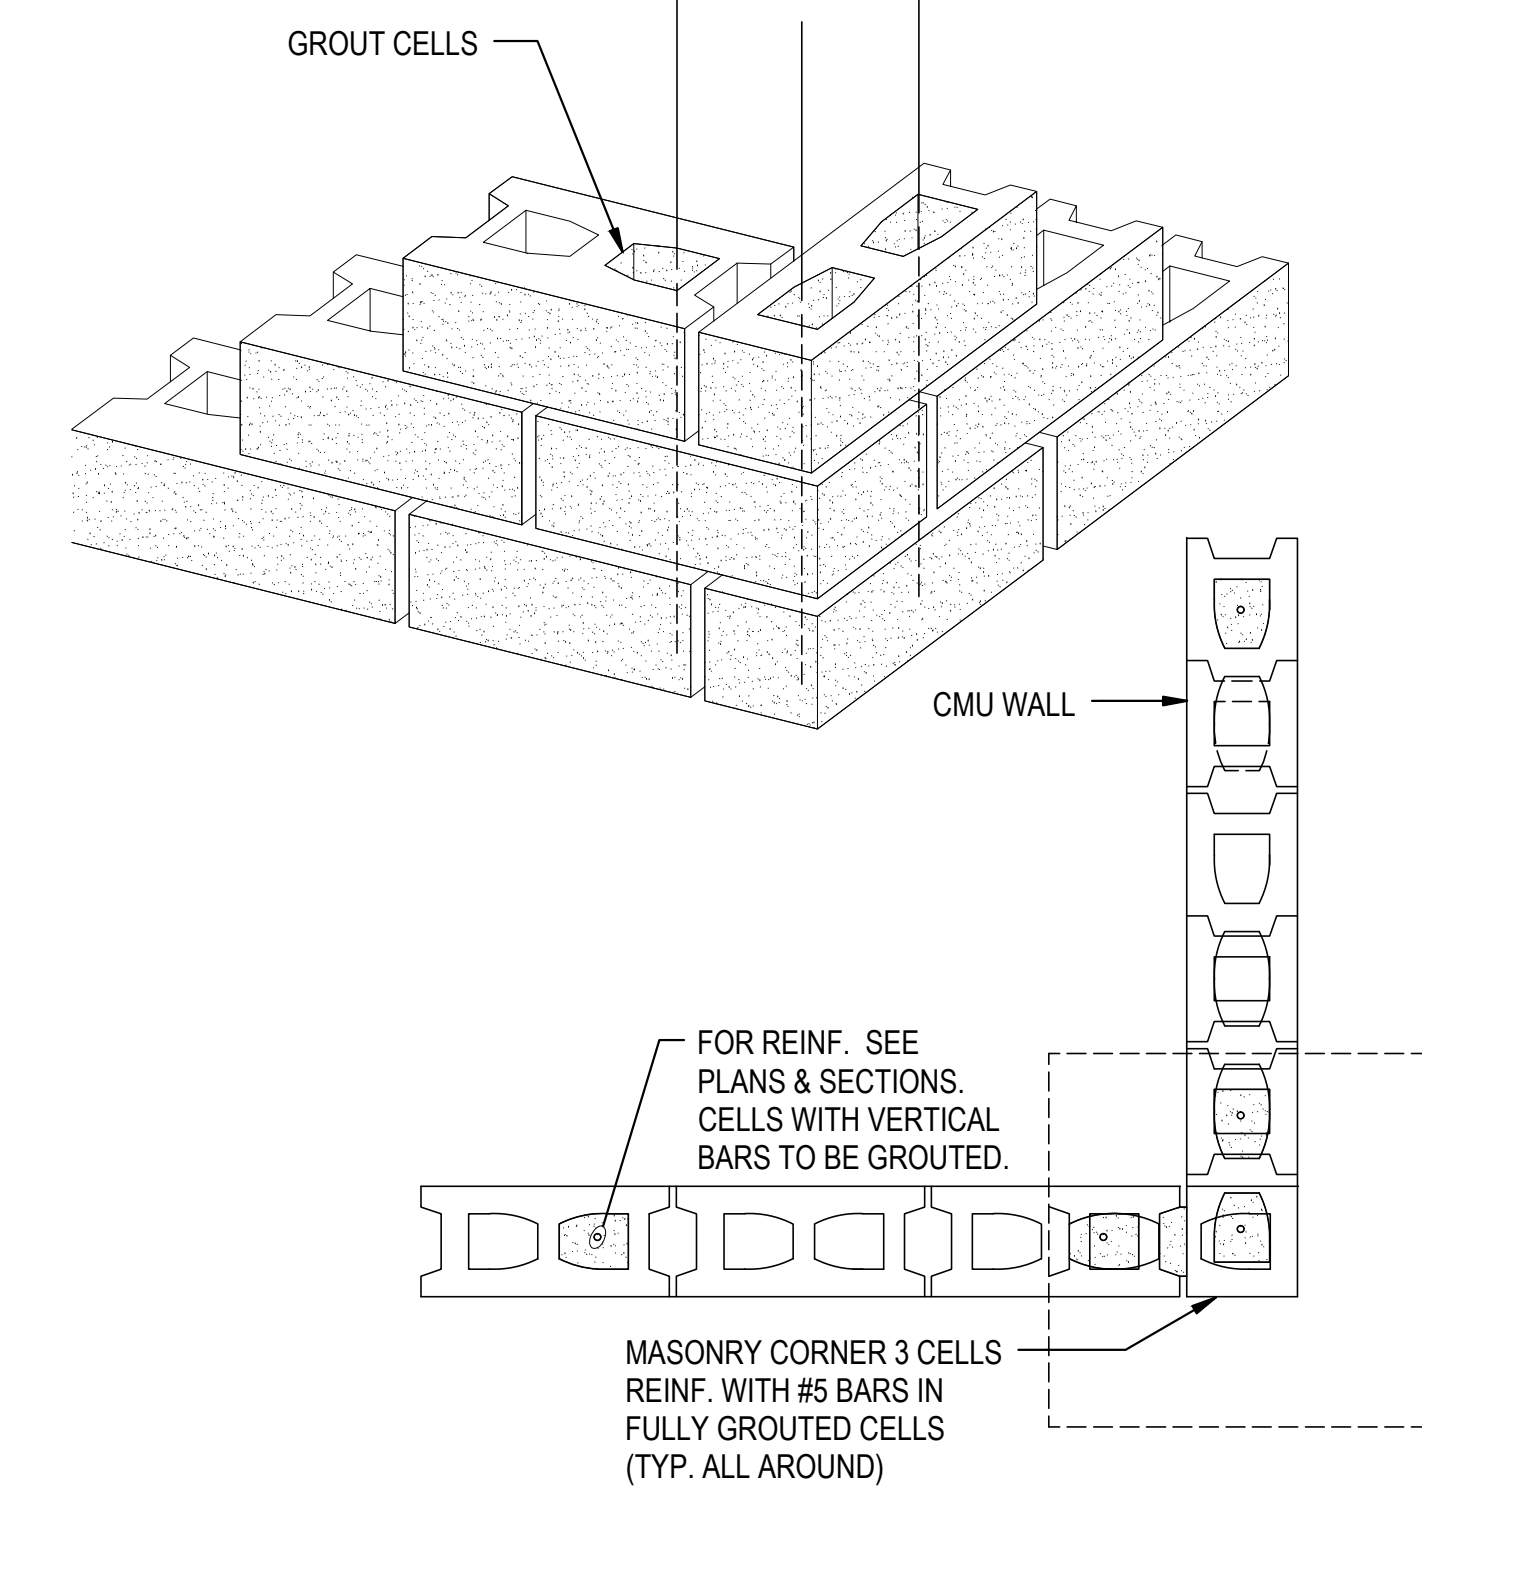 GROUT CELLS
CMU WALL
FOR REINF.  SEE
PLANS & SECTIONS.
CELLS WITH VERTICAL
BARS TO BE GROUTED.
MASONRY CORNER 3 CELLS
REINF. WITH #5 BARS IN
FULLY GROUTED CELLS
(TYP. ALL AROUND)